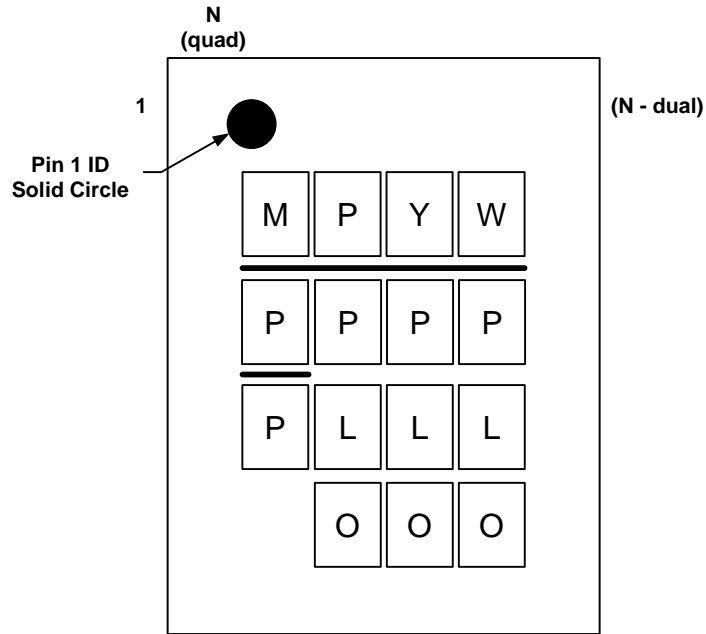 N
(quad)
1
(N - dual)
Pin 1 ID
Solid Circle
M P Y W
P P P P
P L L L
O O O